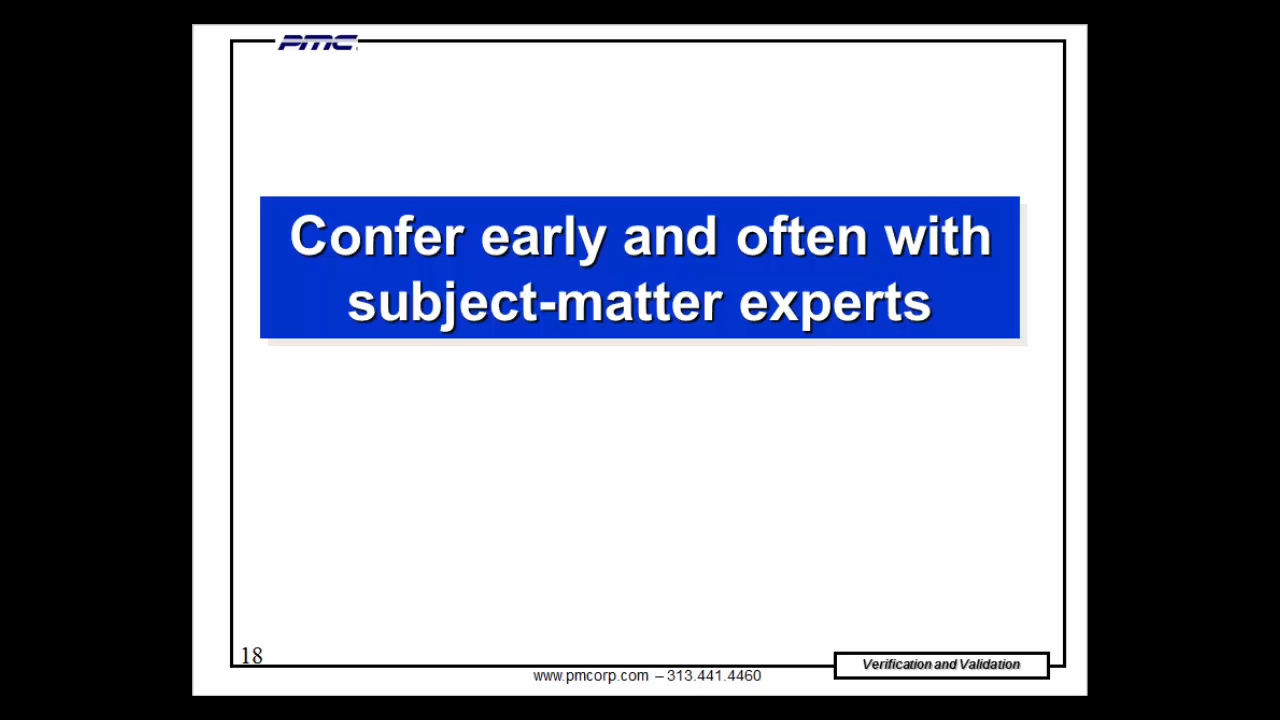 PMC
Confer early and often with
subject-matter experts
18
www.pmcorp.com – 313.441.4460
Verification and Validation